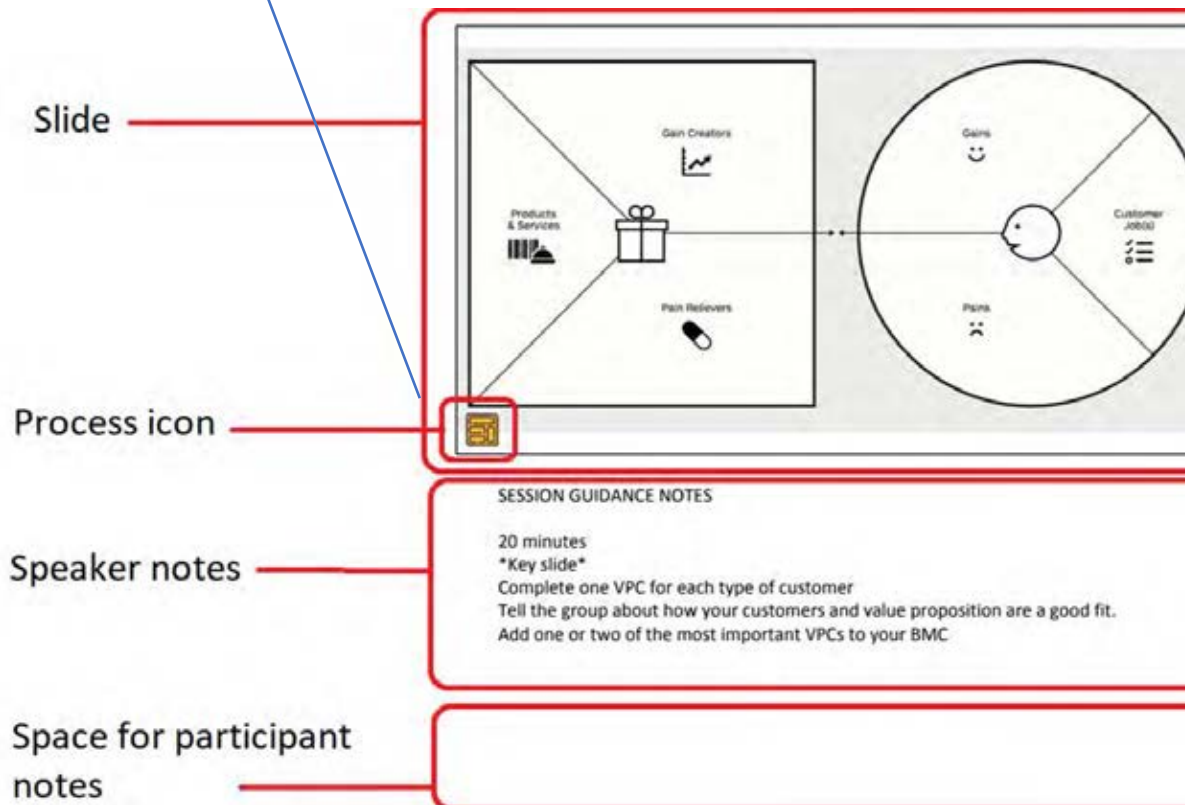 Slide
Gain Creators
Gains
Products
& Services
Customer
Job(s)
Pain Relievers
Pains
Process icon
SESSION GUIDANCE NOTES
20 minutes
*Key slide*
Complete one VPC for each type of customer
Tell the group about how your customers and value proposition are a good fit.
Add one or two of the most important VPCs to your BMC
Speaker notes
Space for participant
notes